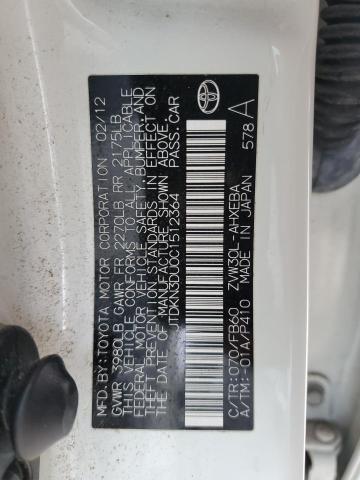 MFD. BY: TOYOTA MOTOR CORPORATION 02/12
GVWR 3980LB GAWR FR 2270LB RR 2175LB
THIS VEHICLE CONFORMS TO ALL APPLICABLE
FEDERAL MOTOR VEHICLE SAFETY, BUMPER, AND
THEFT PREVENTION STANDARDS IN EFFECT ON
THE DATE OF MANUFACTURE SHOWN ABOVE.
JTDKN3DU0C1512364 PASS. CAR
C/TR: 070/FB60 ZVW30L-AHXEBA
A/TM: -01A/P410 MADE IN JAPAN 578 A